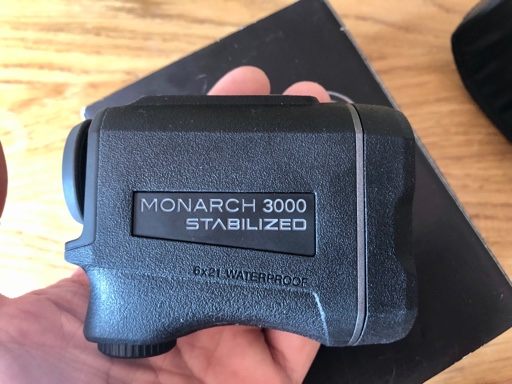 MONARCH 3000
STABILIZED
6x21 WATERPROOF